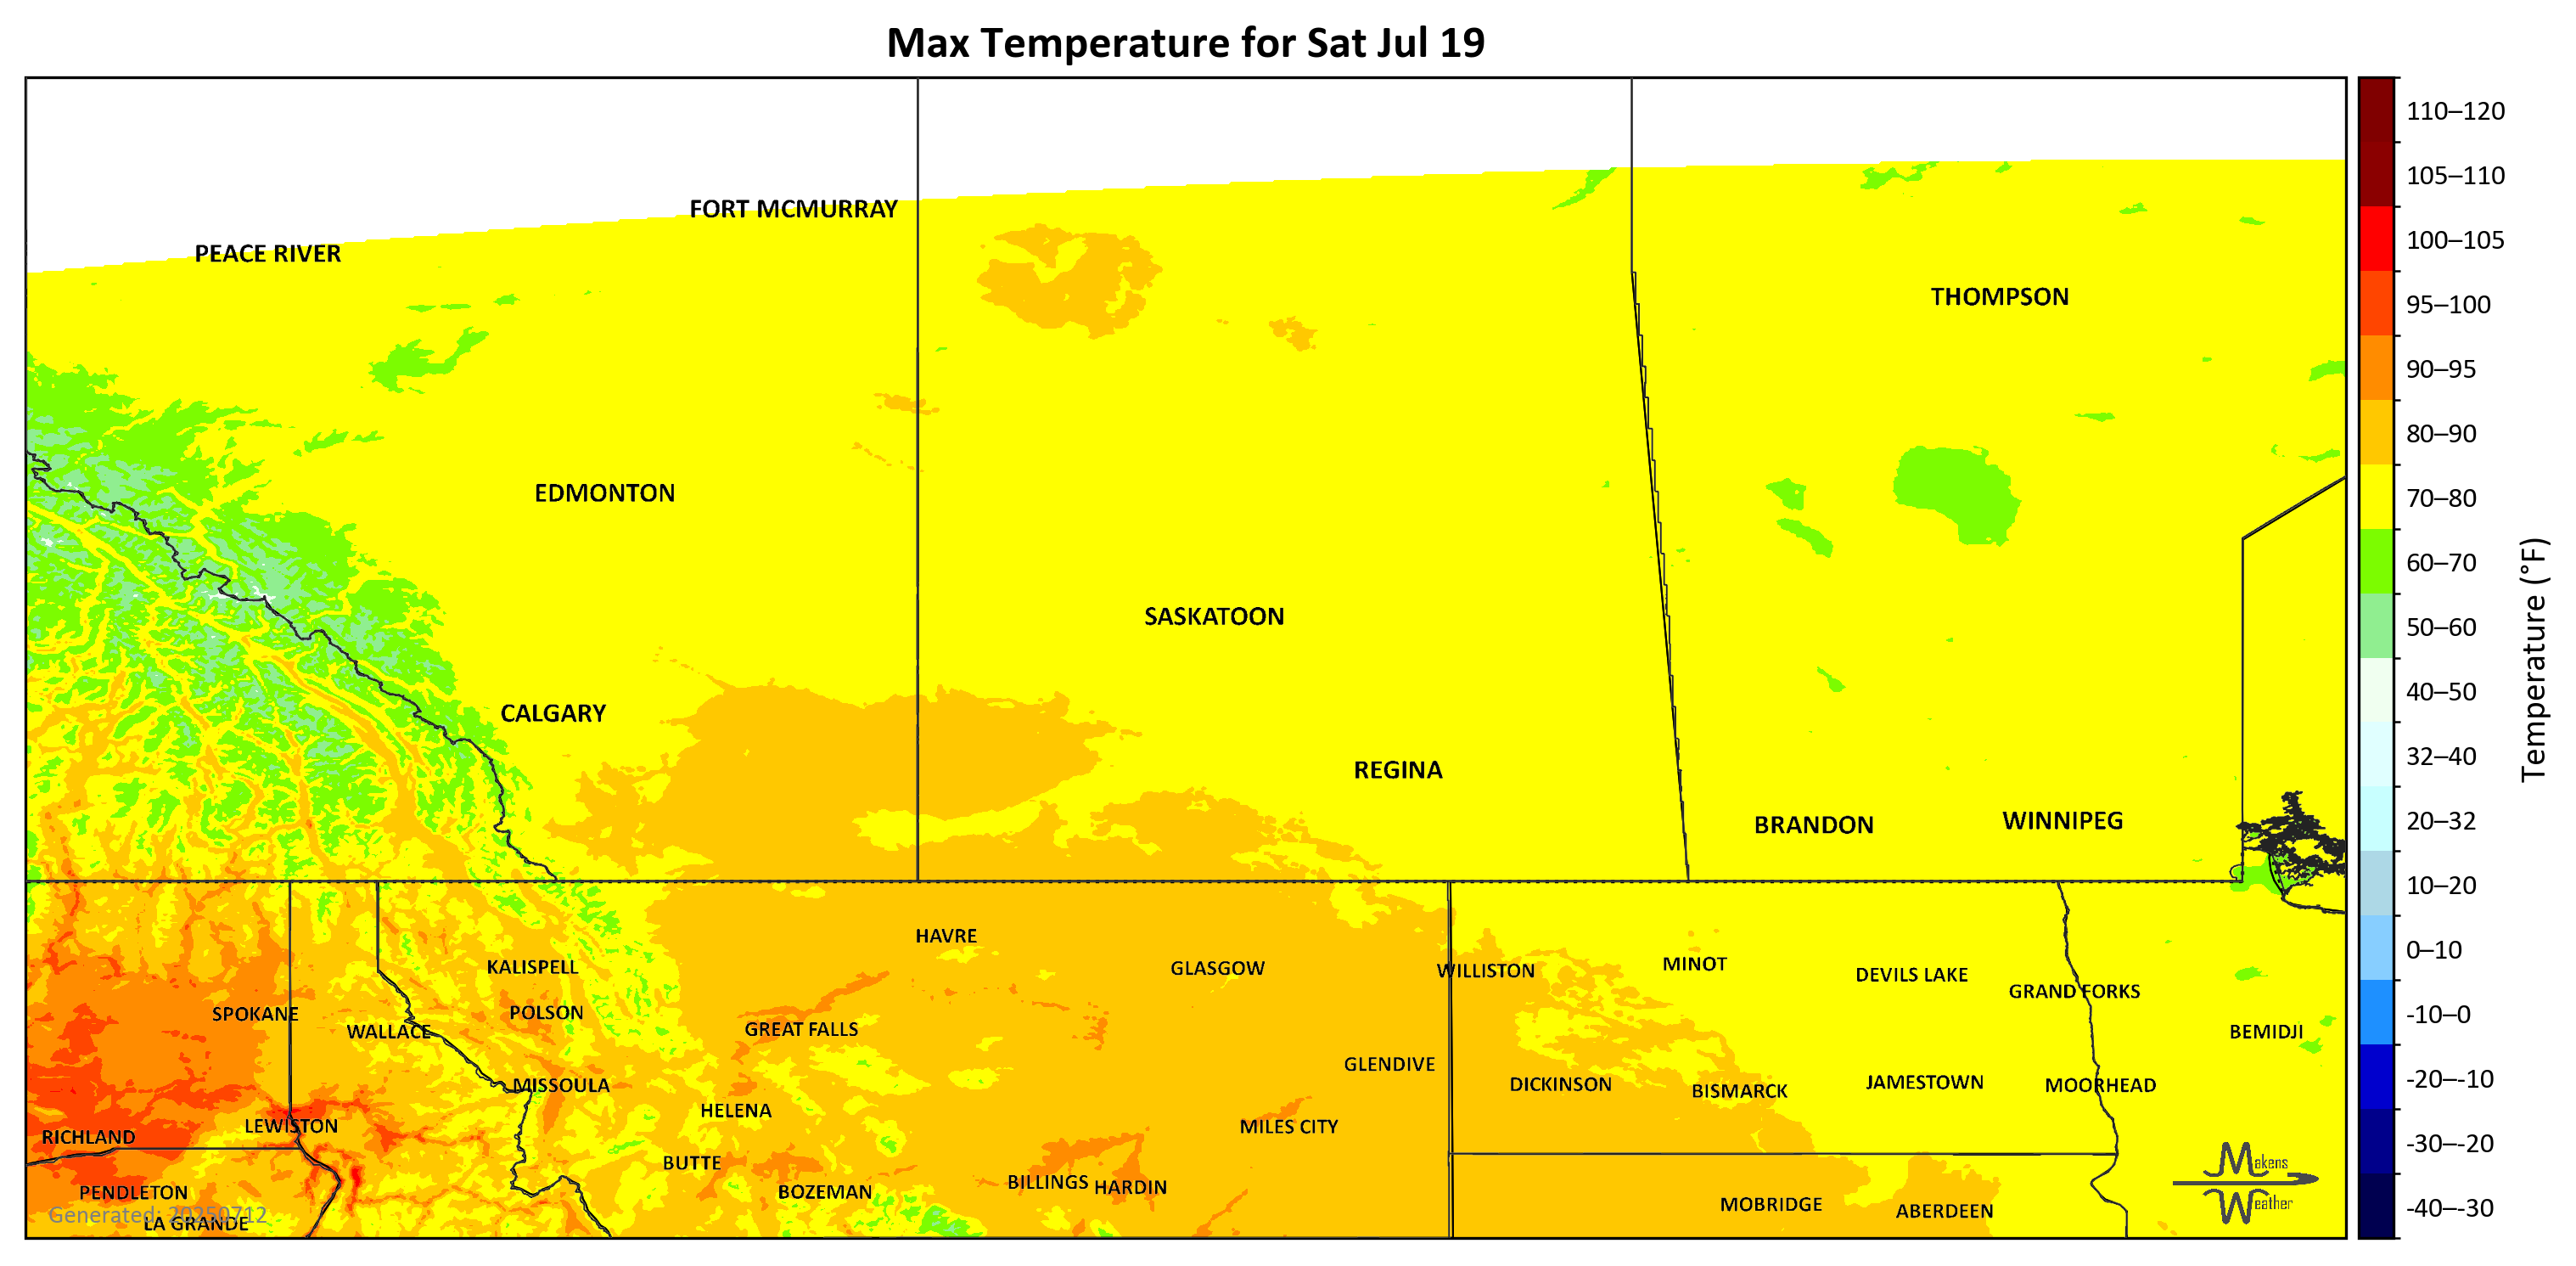 Max Temperature for Sat Jul 19
FORT MCMURRAY
PEACE RIVER
THOMPSON
EDMONTON
SASKATOON
CALGARY
REGINA
BRANDON
WINNIPEG
HAVRE
GLASGOW
KALISPELL
WILLISTON
MINOT
DEVILS LAKE
GRAND FORKS
SPOKANE
POLSON
WALLACE
GREAT FALLS
BEMIDJI
GLENDIVE
MISSOULA
DICKINSON
BISMARCK
JAMESTOWN
MOORHEAD
HELENA
LEWISTON
MILES CITY
RICHLAND
BUTTE
BILLINGS
HARDIN
BOZEMAN
PENDLETON
MOBRIDGE
ABERDEEN
Generated: 20250712
LA GRANDE
Makens
Weather
110–120
105–110
100–105
95–100
90–95
80–90
70–80
60–70
50–60
40–50
32–40
20–32
10–20
0–10
-10–0
-20–-10
-30–-20
-40–-30
Temperature (°F)